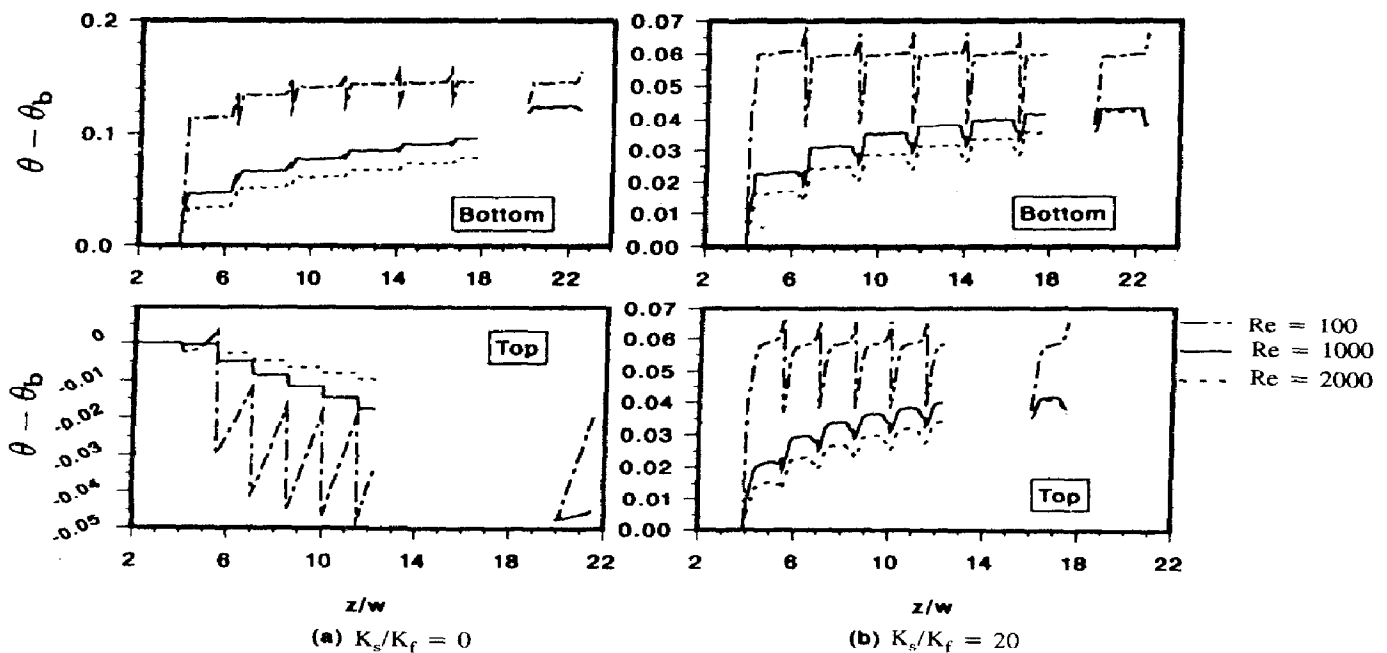 0.2
0.1
0.0
θ – θb
Bottom
2 6 10 14 18 22
0.07
0.06
0.05
0.04
0.03
0.02
0.01
0.00
Bottom
2 6 10 14 18 22
0
-0.01
-0.02
-0.03
-0.04
-0.05
θ – θb
Top
2 6 10 14 18 22
z/w
(a) Ks/Kf = 0
0.07
0.06
0.05
0.04
0.03
0.02
0.01
0.00
Top
2 6 10 14 18 22
z/w
(b) Ks/Kf = 20
Re = 100
Re = 1000
Re = 2000